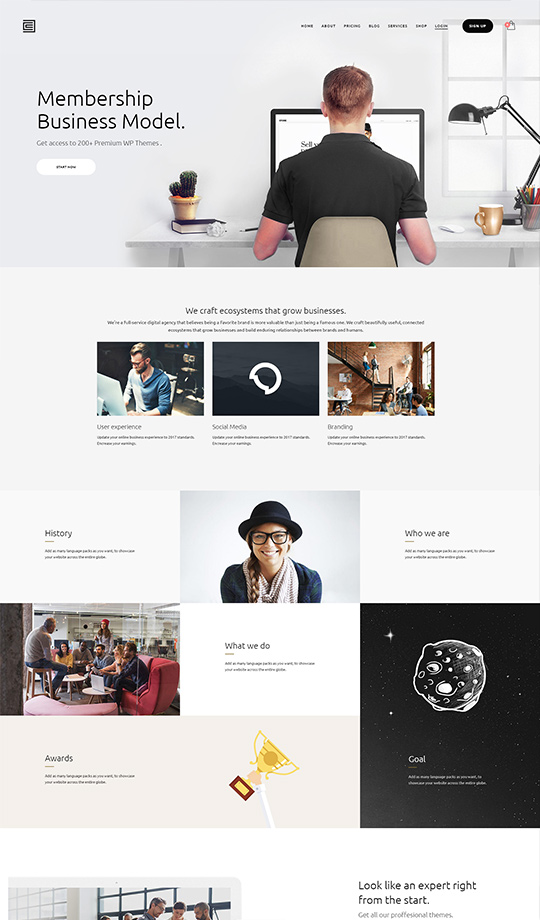 HOME ABOUT PRICING BLOG SERVICES SHOP LOGIN SIGN UP
Membership
Business Model.
Get access to 200+ Premium WP Themes .
START NOW
We craft ecosystems that grow businesses.
We're a full-service digital agency that believes being a favorite brand is more valuable than just being a famous one. We craft beautifully useful, connected
ecosystems that grow businesses and build enduring relationships between brands and humans.
User experience
Update your online business experience to 2017 standards.
Encrease your earnings.
Social Media
Update your online business experience to 2017 standards.
Encrease your earnings.
Branding
Update your online business experience to 2017 standards.
Encrease your earnings.
History
Add as many language packs as you want, to showcase
your website across the entire globe.
Who we are
Add as many language packs as you want, to showcase
your website across the entire globe.
What we do
Add as many language packs as you want, to showcase
your website across the entire globe.
Awards
Add as many language packs as you want, to showcase
your website across the entire globe.
Goal
Add as many language packs as you want, to
showcase your website across the entire globe.
Look like an expert right
from the start.
Get all our proffesional themes.